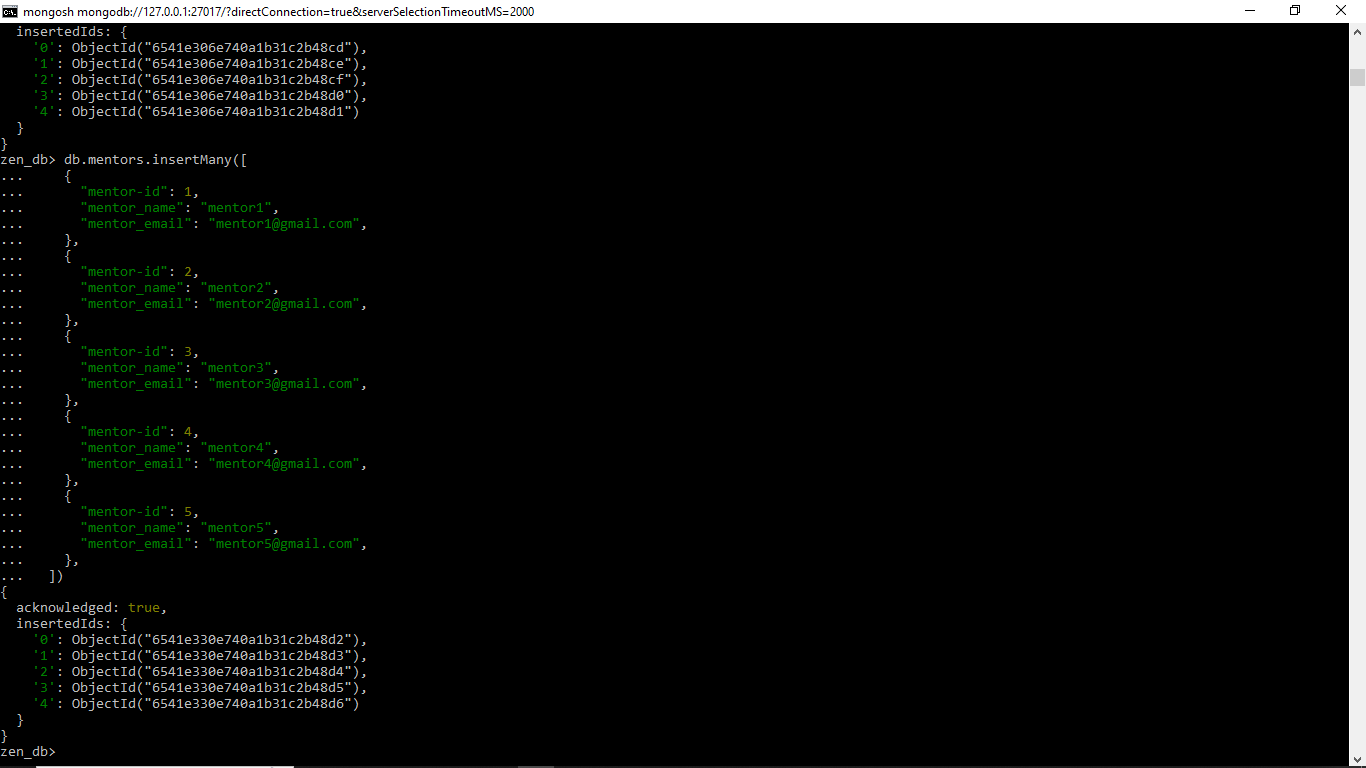 mongosh mongodb://127.0.0.1:27017/?directConnection=true&serverSelectionTimeoutMS=2000
  insertedIds: {
    '0': ObjectId("6541e306e740a1b31c2b48cd"),
    '1': ObjectId("6541e306e740a1b31c2b48ce"),
    '2': ObjectId("6541e306e740a1b31c2b48cf"),
    '3': ObjectId("6541e306e740a1b31c2b48d0"),
    '4': ObjectId("6541e306e740a1b31c2b48d1")
  }
}
zen_db> db.mentors.insertMany([
...     {
...       "mentor-id": 1,
...       "mentor_name": "mentor1",
...       "mentor_email": "mentor1@gmail.com",
...     },
...     {
...       "mentor-id": 2,
...       "mentor_name": "mentor2",
...       "mentor_email": "mentor2@gmail.com",
...     },
...     {
...       "mentor-id": 3,
...       "mentor_name": "mentor3",
...       "mentor_email": "mentor3@gmail.com",
...     },
...     {
...       "mentor-id": 4,
...       "mentor_name": "mentor4",
...       "mentor_email": "mentor4@gmail.com",
...     },
...     {
...       "mentor-id": 5,
...       "mentor_name": "mentor5",
...       "mentor_email": "mentor5@gmail.com",
...     },
...   ])
{
  acknowledged: true,
  insertedIds: {
    '0': ObjectId("6541e330e740a1b31c2b48d2"),
    '1': ObjectId("6541e330e740a1b31c2b48d3"),
    '2': ObjectId("6541e330e740a1b31c2b48d4"),
    '3': ObjectId("6541e330e740a1b31c2b48d5"),
    '4': ObjectId("6541e330e740a1b31c2b48d6")
  }
}
zen_db>